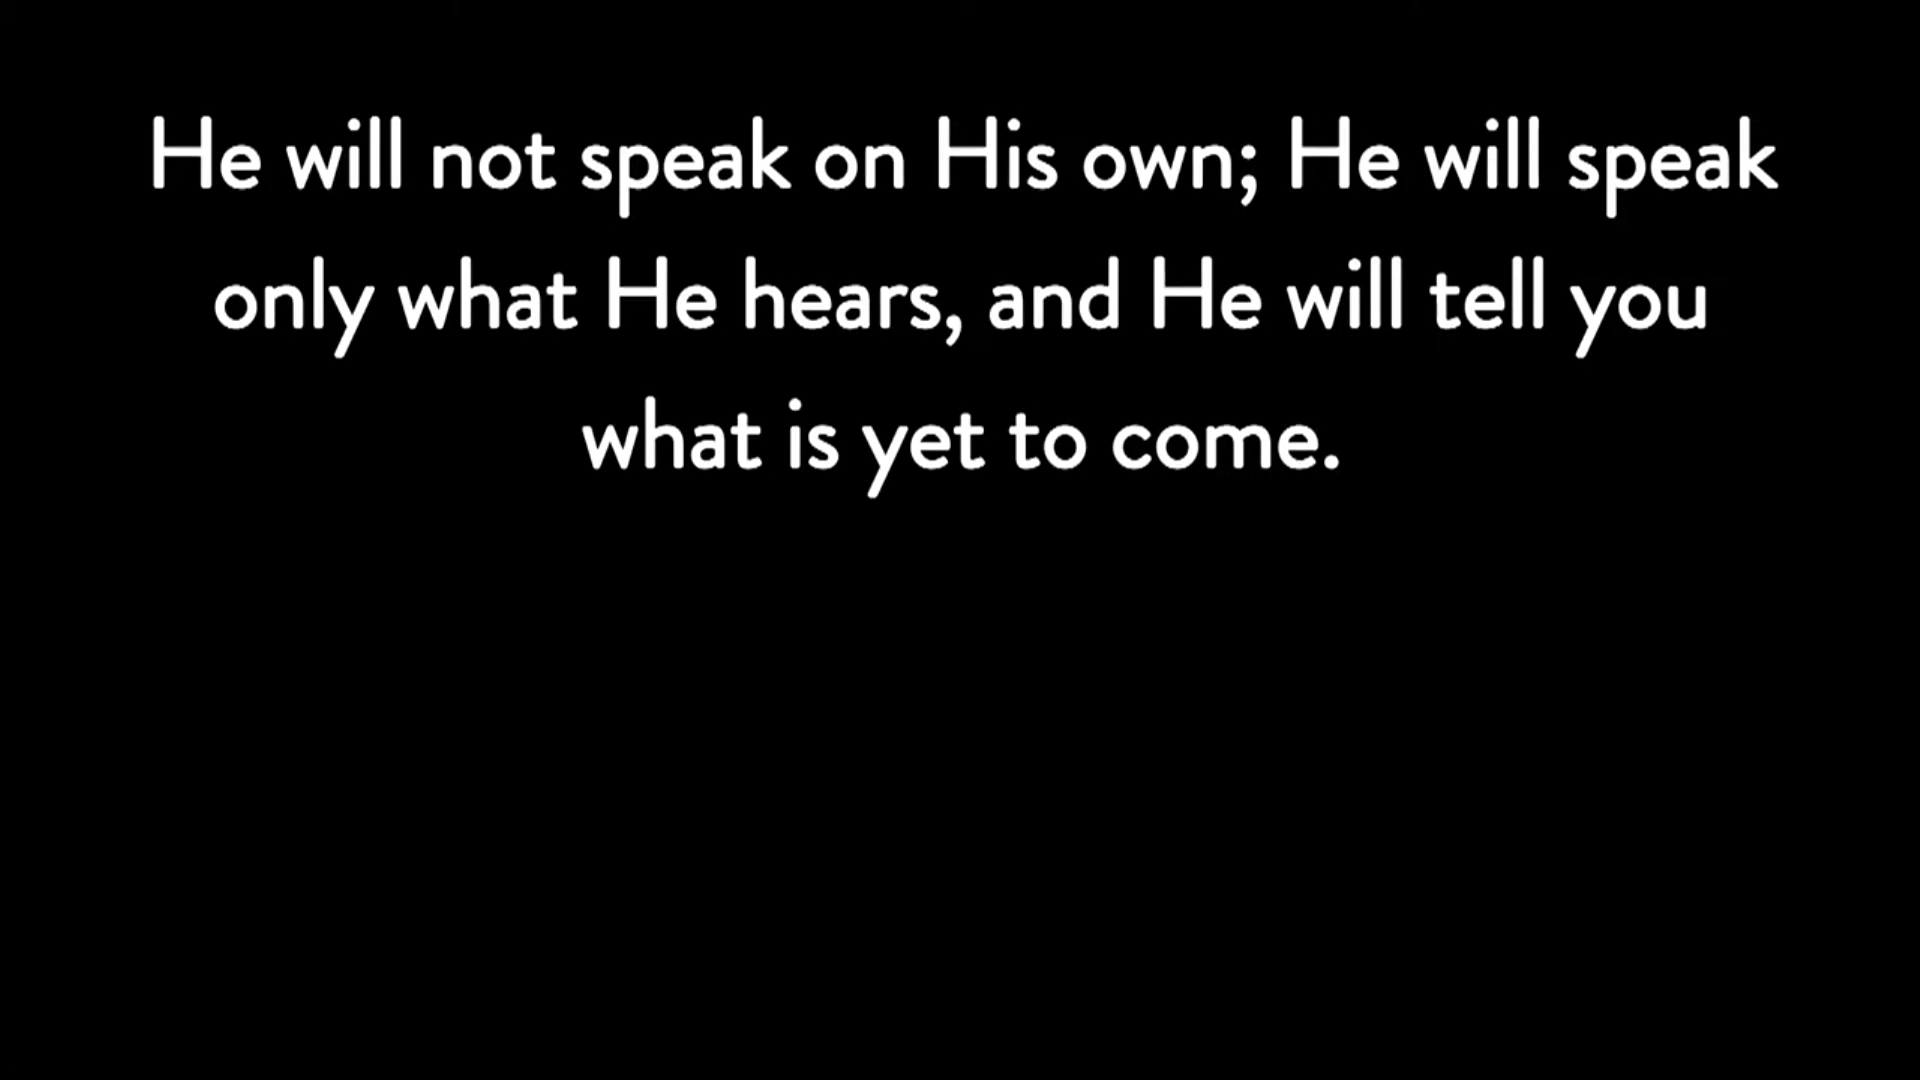 He will not speak on His own; He will speak
only what He hears, and He will tell you
what is yet to come.